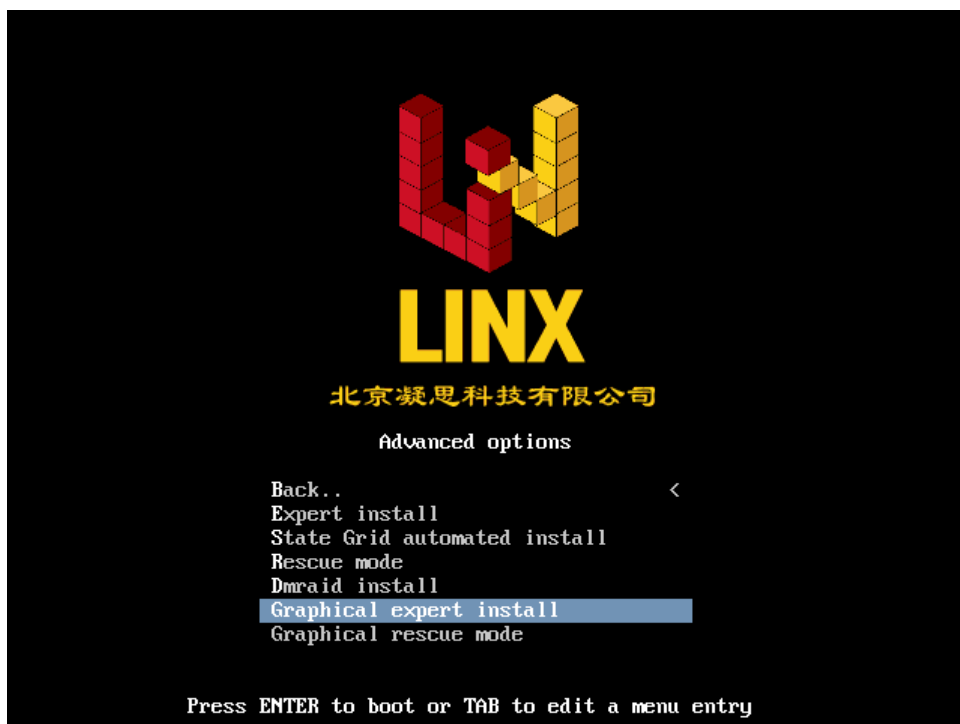 LINX
北京凝思科技有限公司
Advanced options
Back.. <
Expert install
State Grid automated install
Rescue mode
Dmraid install
Graphical expert install
Graphical rescue mode
Press ENTER to boot or TAB to edit a menu entry